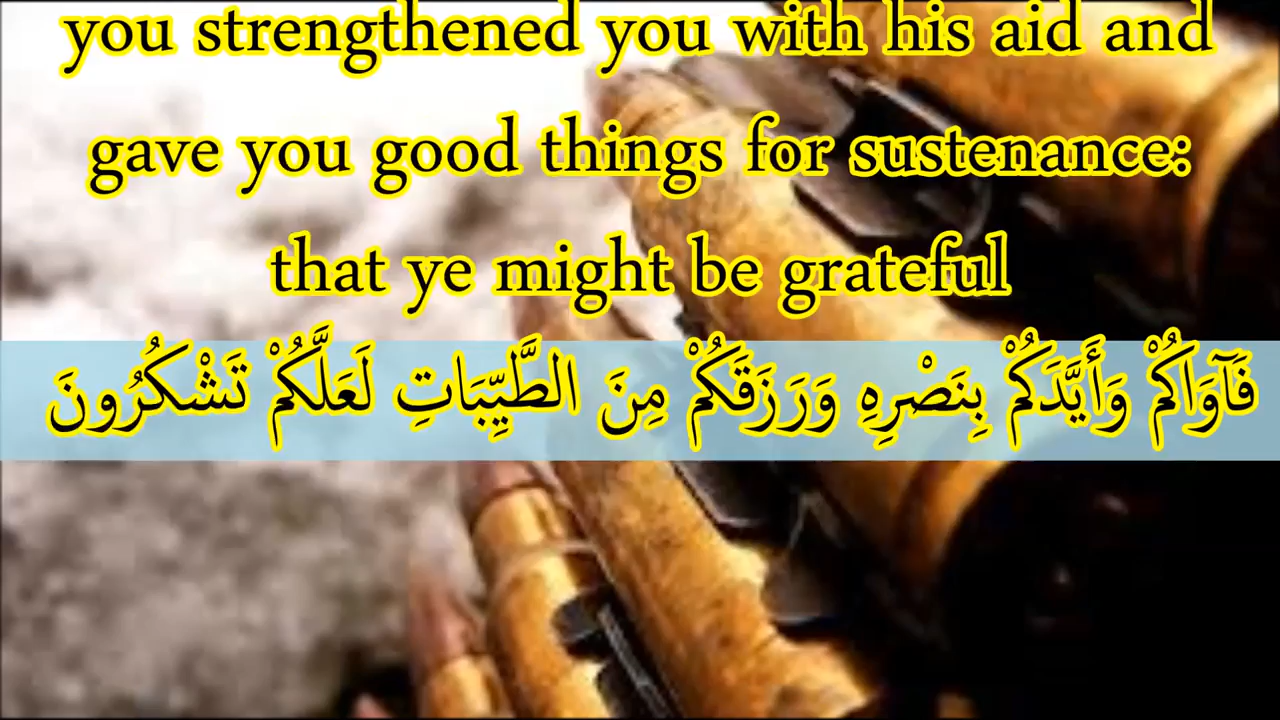 you strengthened you with his aid and
gave you good things for sustenance:
that ye might be grateful
فَآوَاكُمْ وَأَيَّدَكُمْ بِنَصْرِهِ وَرَزَقَكُمْ مِنَ الطَّيِّبَاتِ لَعَلَّكُمْ تَشْكُرُونَ